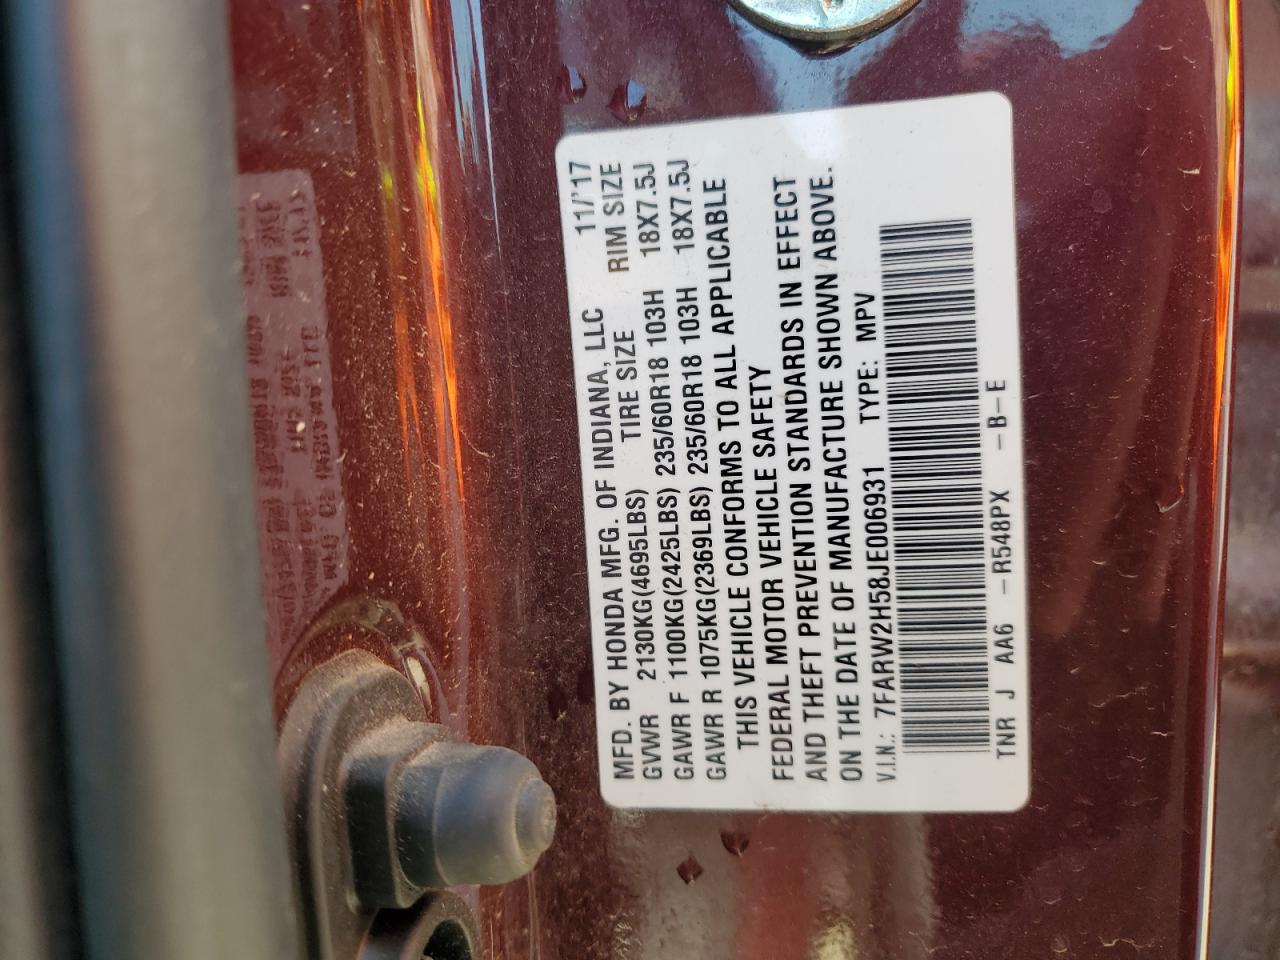 MFD. BY HONDA MFG. OF INDIANA, LLC 11/'17
GVWR 2130KG(4695LBS) TIRE SIZE RIM SIZE
GAWR F 1100KG(2425LBS) 235/60R18 103H 18X7.5J
GAWR R 1075KG(2369LBS) 235/60R18 103H 18X7.5J
THIS VEHICLE CONFORMS TO ALL APPLICABLE
FEDERAL MOTOR VEHICLE SAFETY
AND THEFT PREVENTION STANDARDS IN EFFECT
ON THE DATE OF MANUFACTURE SHOWN ABOVE.
V.I.N.: 7FARW2H58JE006931 TYPE: MPV
TNR J AA6 -R548PX -B-E